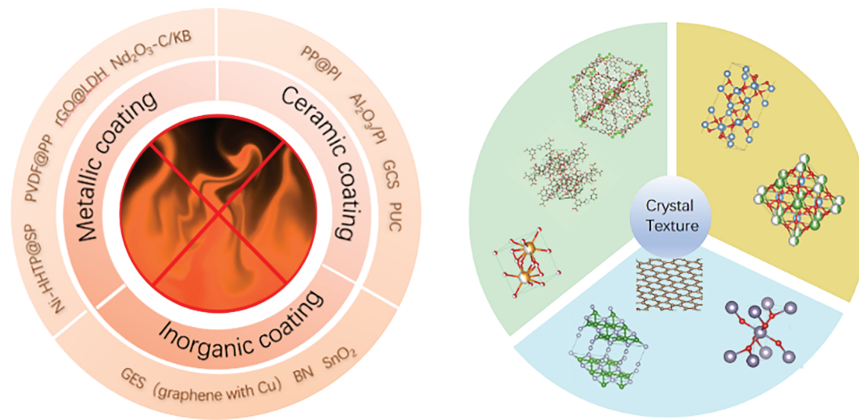 Metallic coating
Ni-HHTP@SP
PVDF@PP
rGO@LDH
Nd₂O₃-C/KB
Ceramic coating
PP@PI
Al₂O₃/PI
GCS
PUC
Inorganic coating
GES (graphene with Cu)
BN
SnO₂
Crystal
Texture